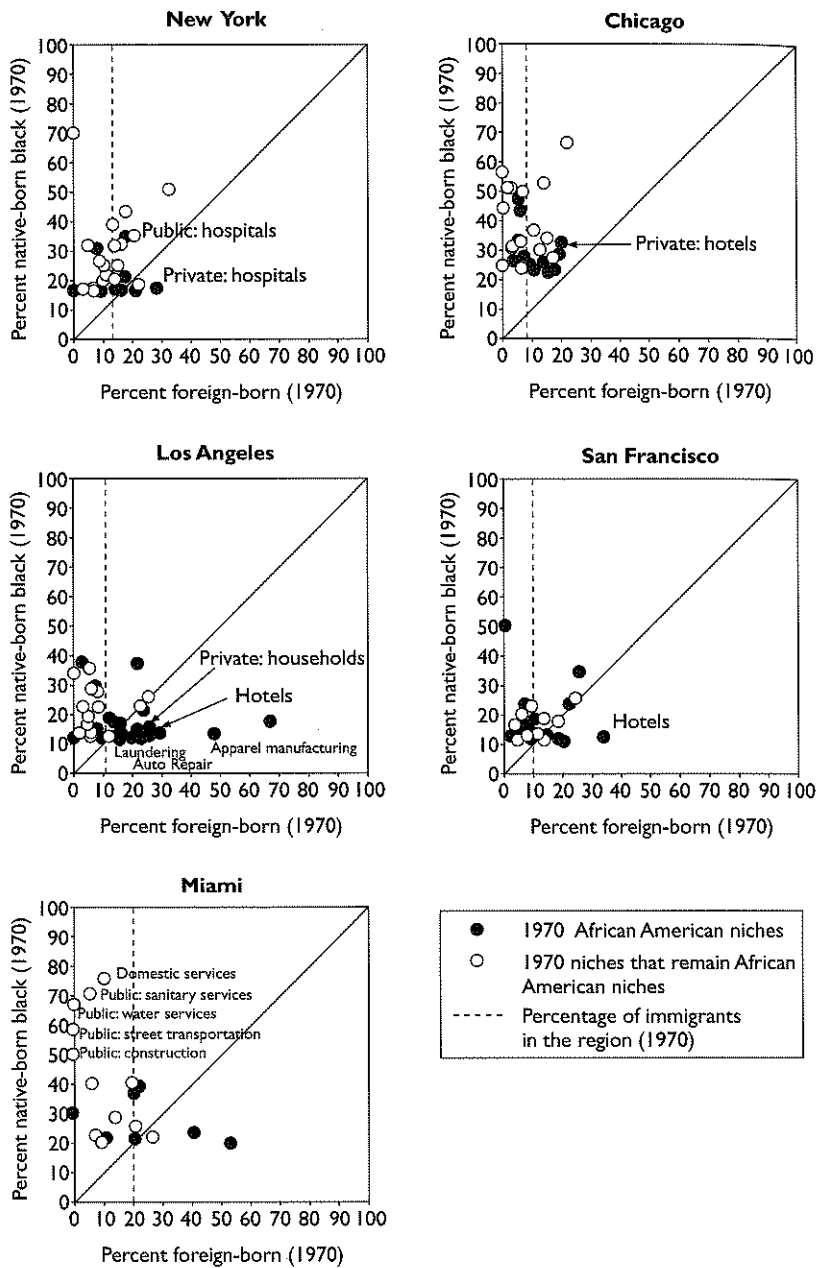 New York
Percent native-born black (1970)
100
90
80
70
60
50
40
30
20
10
0
Public: hospitals
Private: hospitals
0 10 20 30 40 50 60 70 80 90 100
Percent foreign-born (1970)
Chicago
Percent native-born black (1970)
100
90
80
70
60
50
40
30
20
10
0
Private: hotels
0 10 20 30 40 50 60 70 80 90 100
Percent foreign-born (1970)
Los Angeles
Percent native-born black (1970)
100
90
80
70
60
50
40
30
20
10
0
Private: households
Hotels
Laundering
Auto Repair
Apparel manufacturing
0 10 20 30 40 50 60 70 80 90 100
Percent foreign-born (1970)
San Francisco
Percent native-born black (1970)
100
90
80
70
60
50
40
30
20
10
0
Hotels
0 10 20 30 40 50 60 70 80 90 100
Percent foreign-born (1970)
Miami
Percent native-born black (1970)
100
90
80
70
60
50
40
30
20
10
0
Domestic services
Public: sanitary services
Public: water services
Public: street transportation
Public: construction
0 10 20 30 40 50 60 70 80 90 100
Percent foreign-born (1970)
1970 African American niches
1970 niches that remain African
American niches
Percentage of immigrants
in the region (1970)